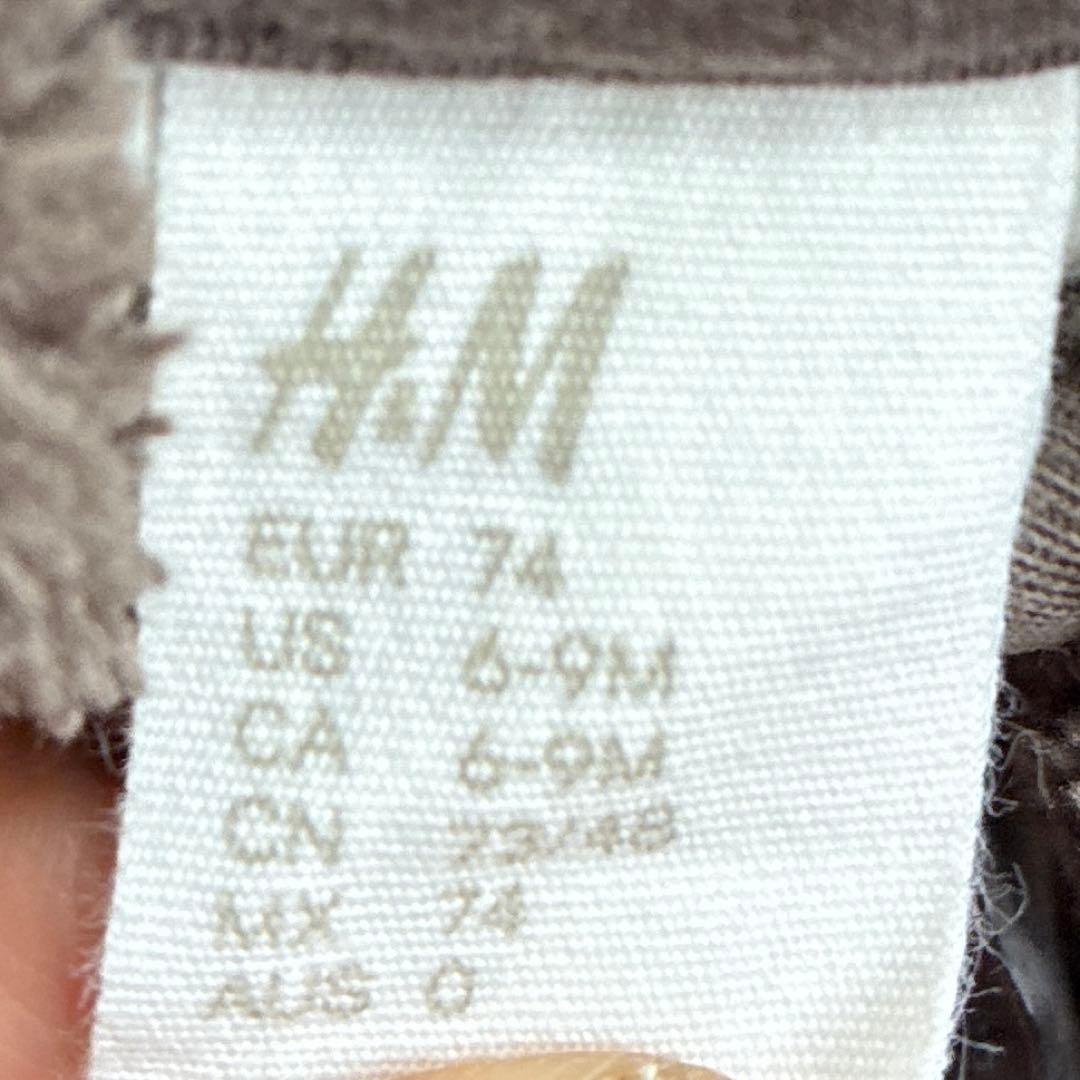 H&M
EUR 74
US 6-9M
CA 6-9M
CN 73/48
MX 74
AUS 0